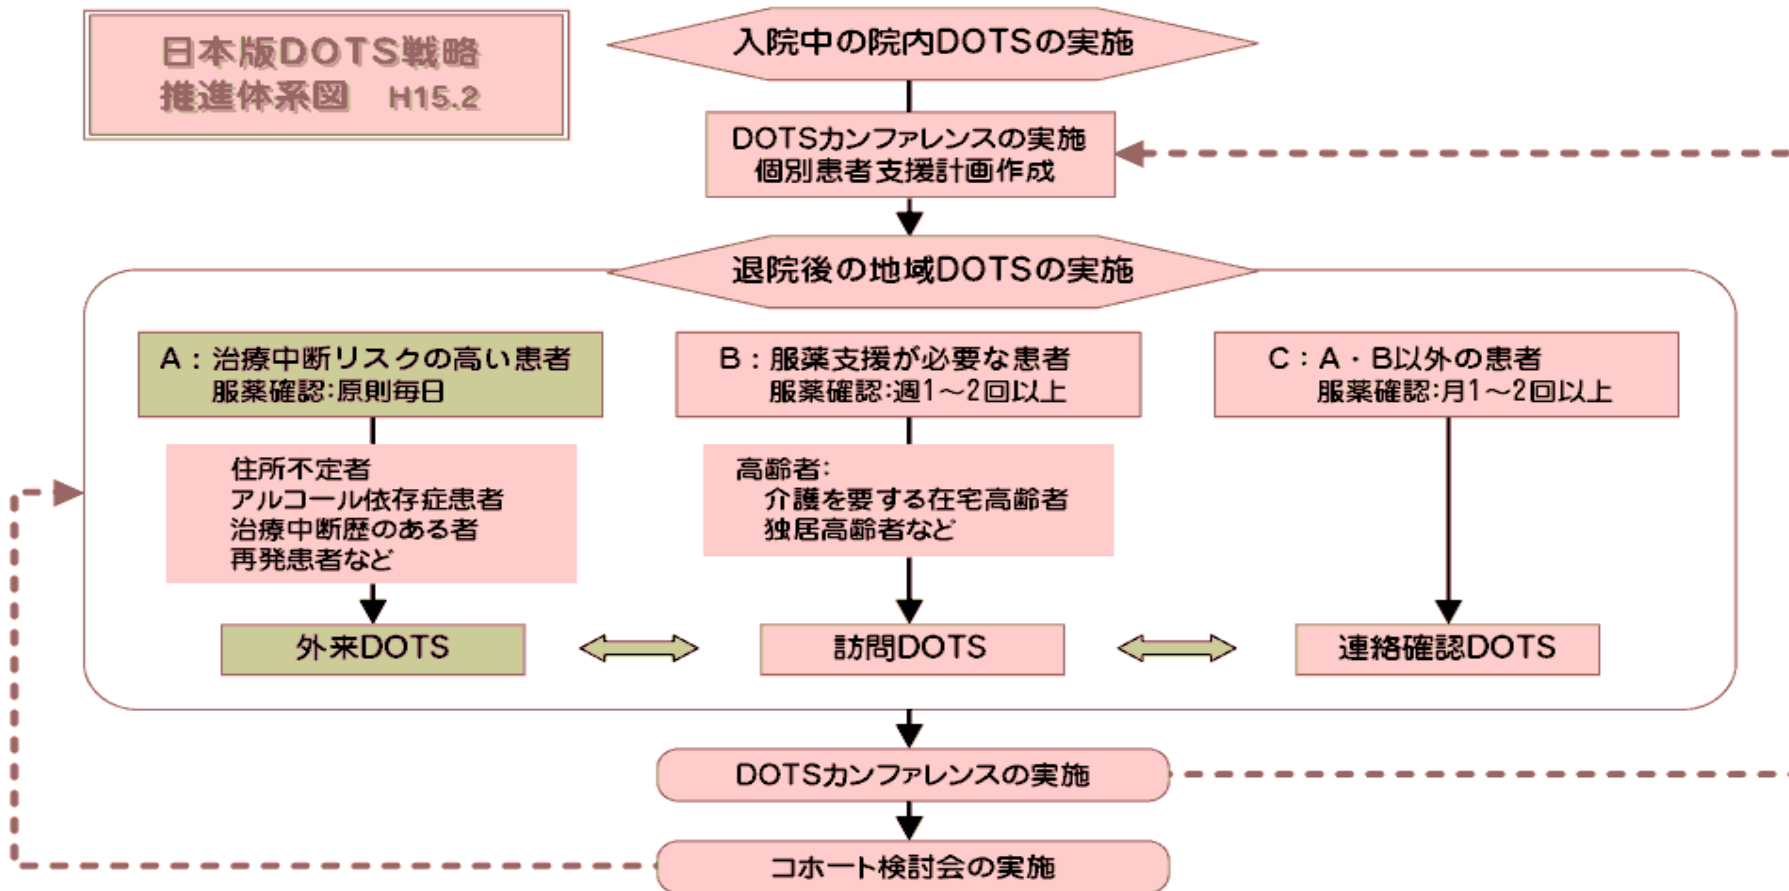 日本版DOTS戦略
推進体系図 H15.2
入院中の院内DOTSの実施
DOTSカンファレンスの実施
個別患者支援計画作成
退院後の地域DOTSの実施
A：治療中断リスクの高い患者
服薬確認：原則毎日
住所不定者
アルコール依存症患者
治療中断歴のある者
再発患者など
外来DOTS
B：服薬支援が必要な患者
服薬確認：週1～2回以上
高齢者：
介護を要する在宅高齢者
独居高齢者など
訪問DOTS
C：A・B以外の患者
服薬確認：月1～2回以上
連絡確認DOTS
DOTSカンファレンスの実施
コホート検討会の実施